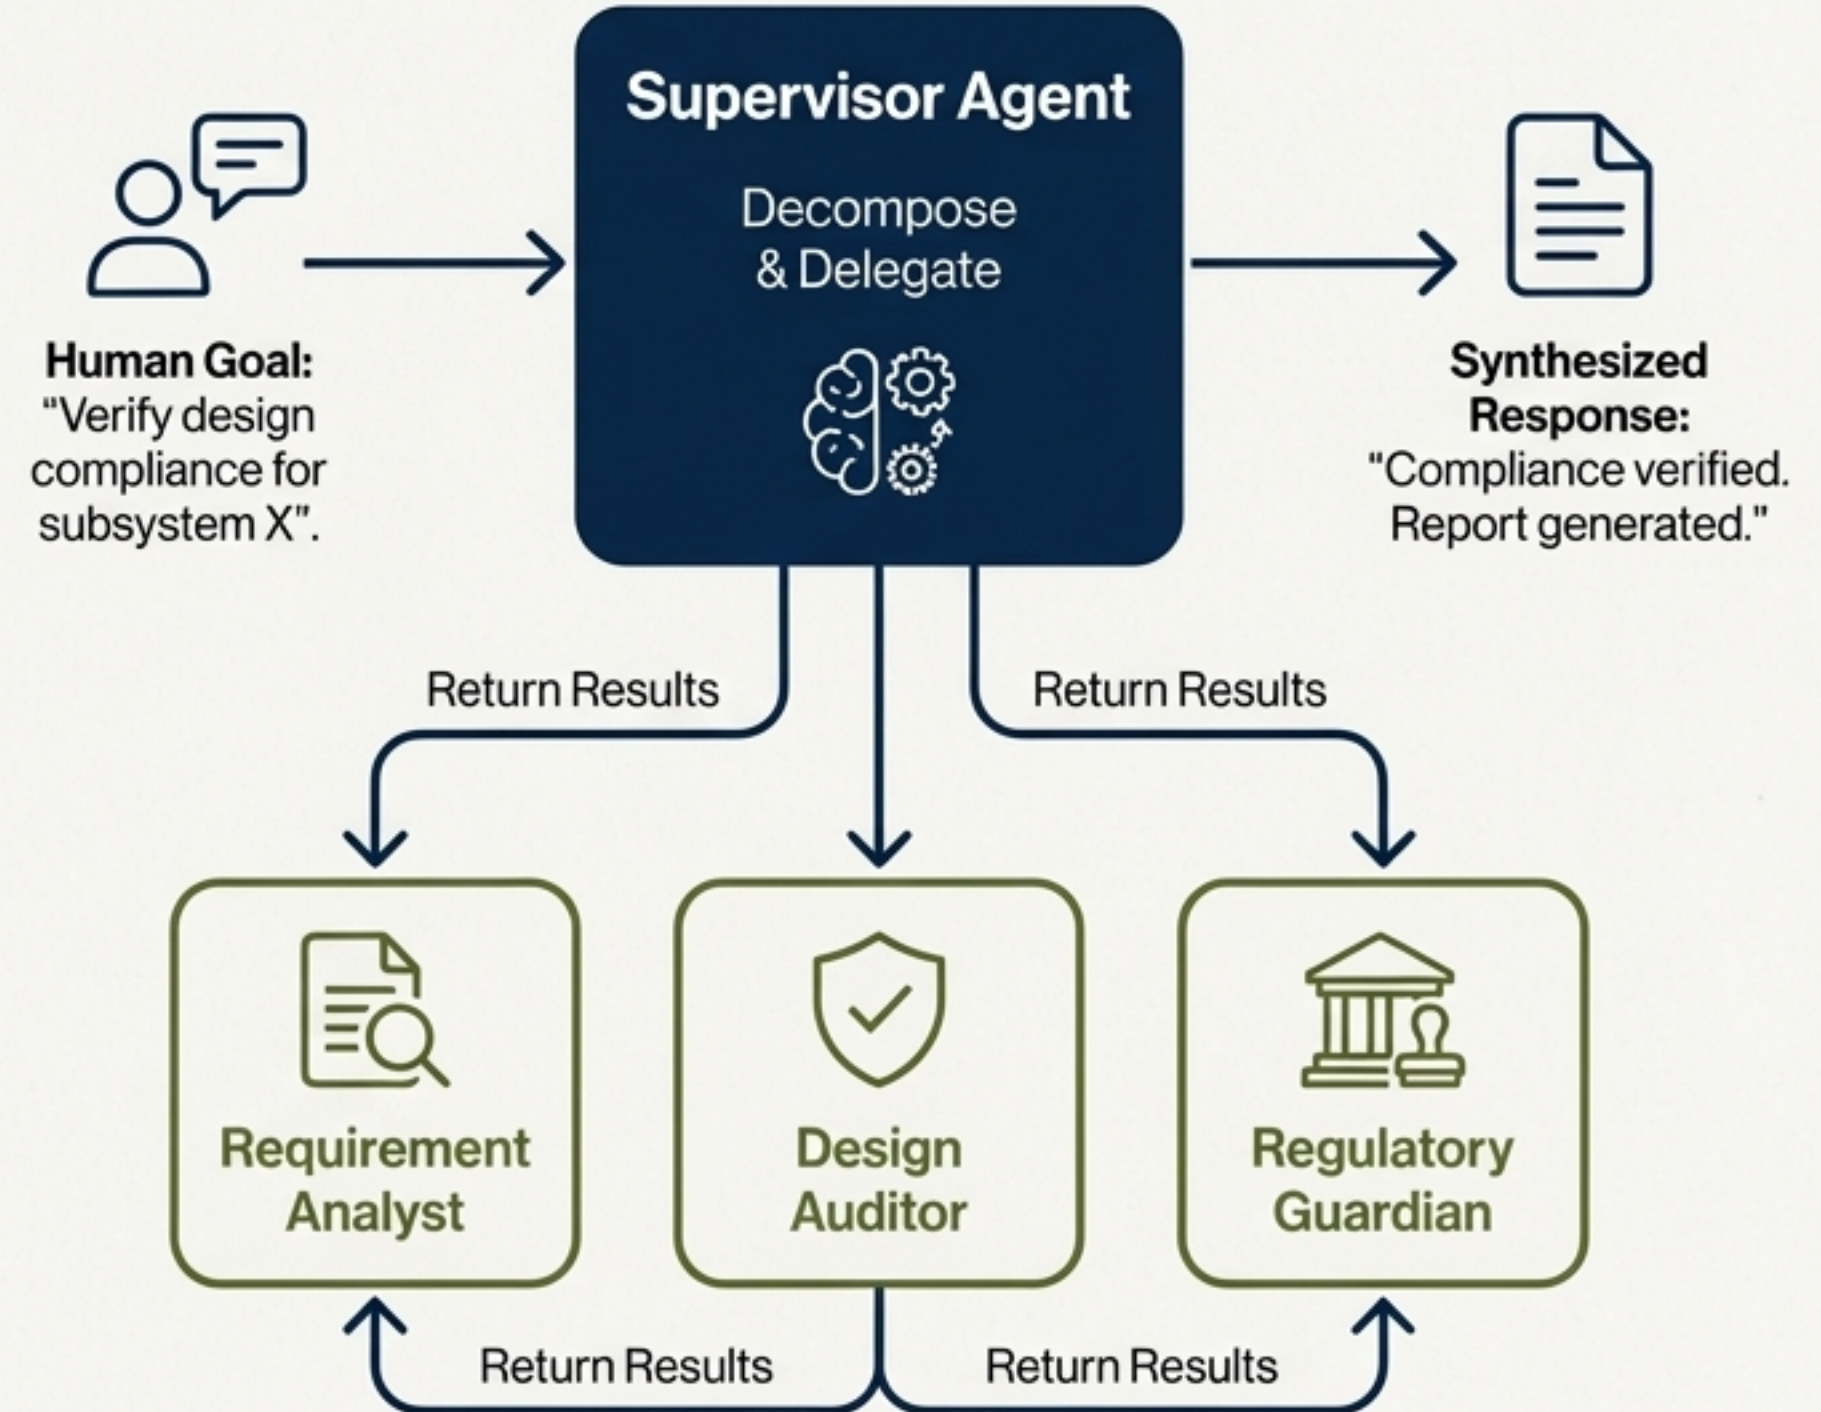 Supervisor Agent
Decompose
& Delegate
Human Goal:
“Verify design
compliance for
subsystem X”.
Synthesized
Response:
“Compliance verified.
Report generated.”
Return Results
Return Results
Requirement
Analyst
Design
Auditor
Regulatory
Guardian
Return Results
Return Results